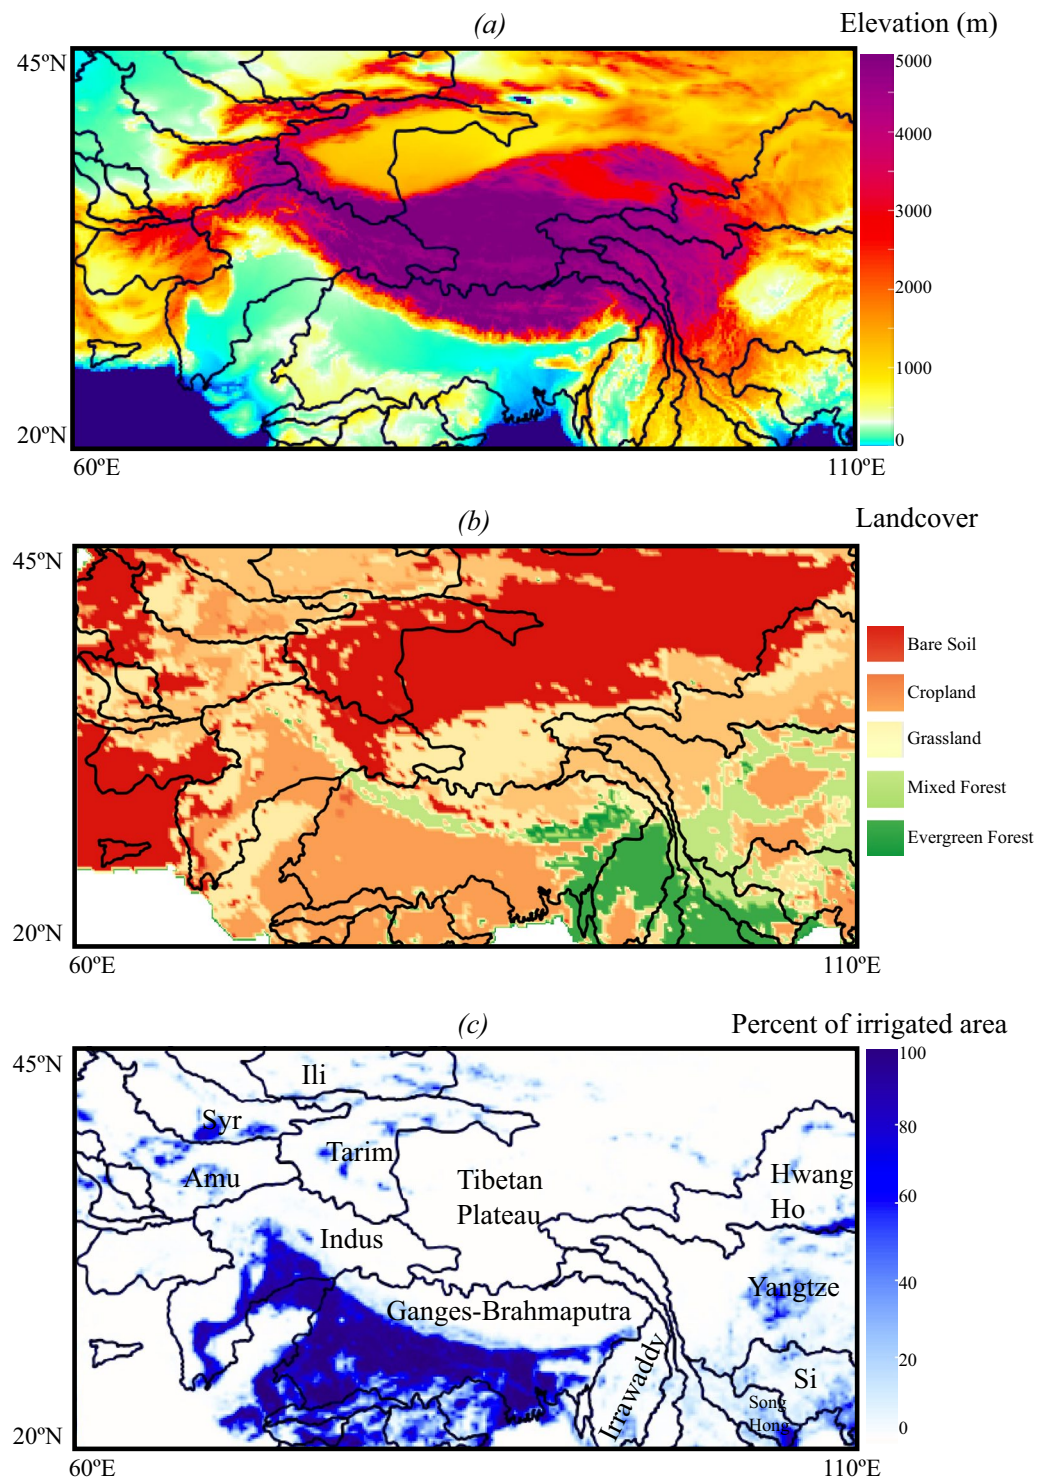 (a)
Elevation (m)
45ºN
5000
4000
3000
2000
1000
0
20ºN
60ºE
110ºE
(b)
Landcover
45ºN
Bare Soil
Cropland
Grassland
Mixed Forest
Evergreen Forest
20ºN
60ºE
110ºE
(c)
Percent of irrigated area
45ºN
100
80
60
40
20
0
Ili
Syr
Tarim
Amu
Tibetan
Plateau
Hwang
Ho
Indus
Yangtze
Ganges-Brahmaputra
Irrawaddy
Si
Song
Hong
20ºN
60ºE
110ºE